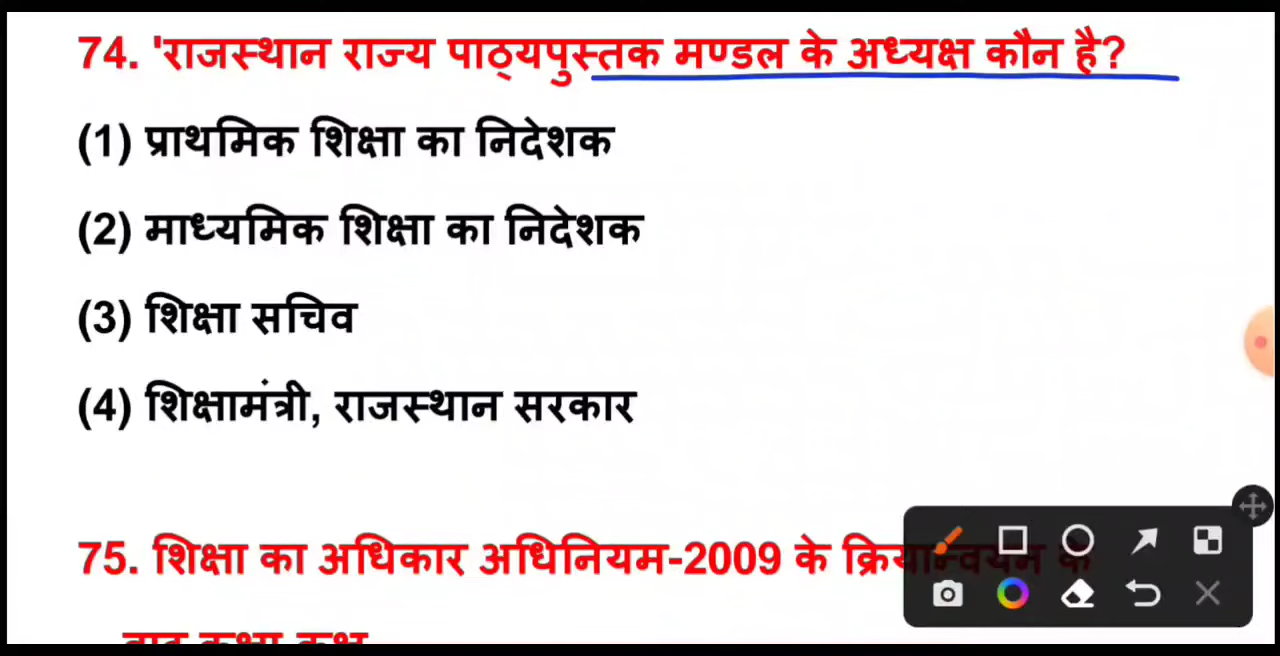 74. 'राजस्थान राज्य पाठ्यपुस्तक मण्डल के अध्यक्ष कौन है?
(1) प्राथमिक शिक्षा का निदेशक
(2) माध्यमिक शिक्षा का निदेशक
(3) शिक्षा सचिव
(4) शिक्षामंत्री, राजस्थान सरकार
75. शिक्षा का अधिकार अधिनियम-2009 के क्रियान्वयन के